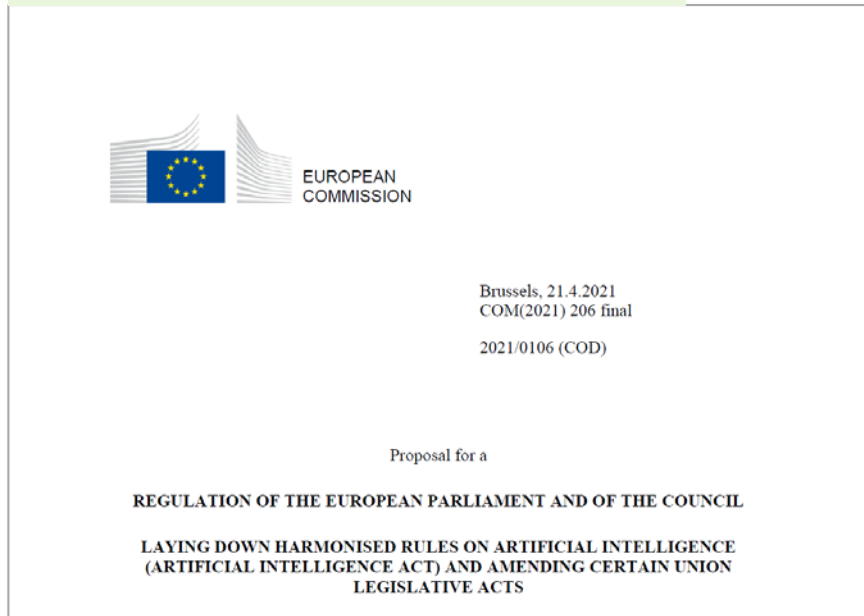 EUROPEAN
COMMISSION
Brussels, 21.4.2021
COM(2021) 206 final
2021/0106 (COD)
Proposal for a
REGULATION OF THE EUROPEAN PARLIAMENT AND OF THE COUNCIL
LAYING DOWN HARMONISED RULES ON ARTIFICIAL INTELLIGENCE
(ARTIFICIAL INTELLIGENCE ACT) AND AMENDING CERTAIN UNION
LEGISLATIVE ACTS